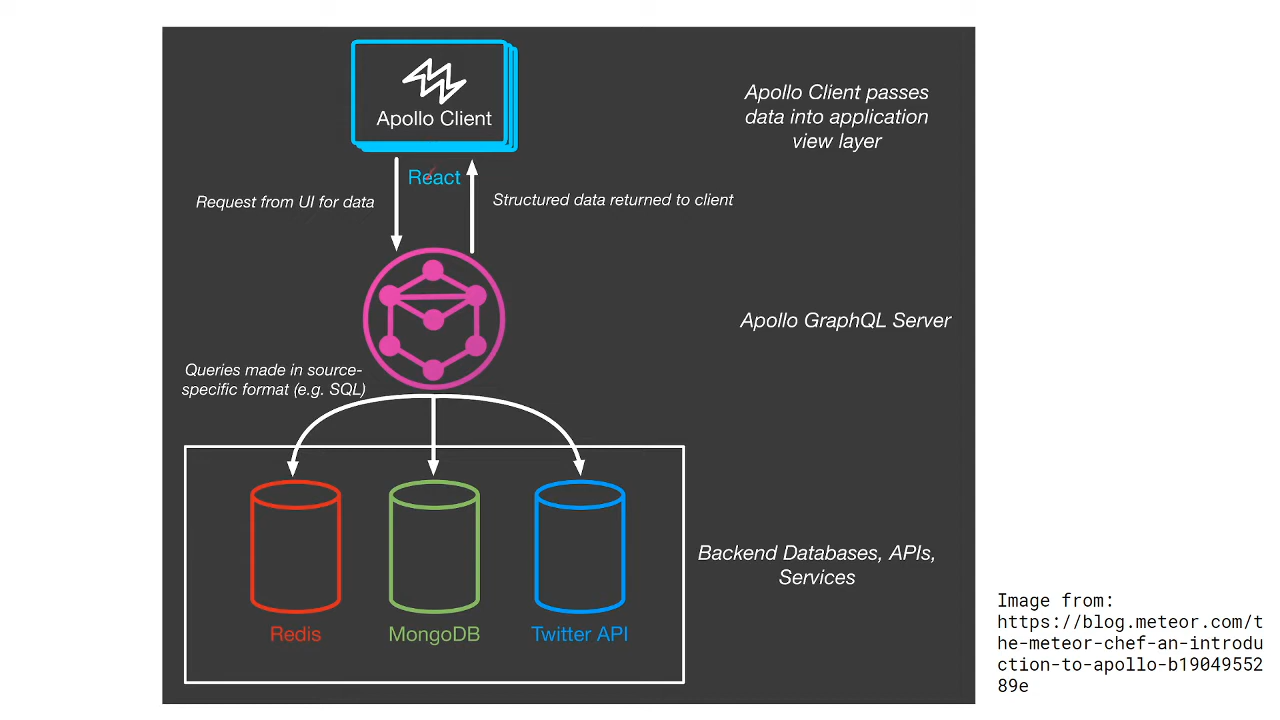 Apollo Client
Apollo Client passes
data into application
view layer
React
Request from UI for data
Structured data returned to client
Apollo GraphQL Server
Queries made in source-
specific format (e.g. SQL)
Redis
MongoDB
Twitter API
Backend Databases, APIs,
Services
Image from:
https://blog.meteor.com/t
he-meteor-chef-an-introdu
ction-to-apollo-b19049552
89e